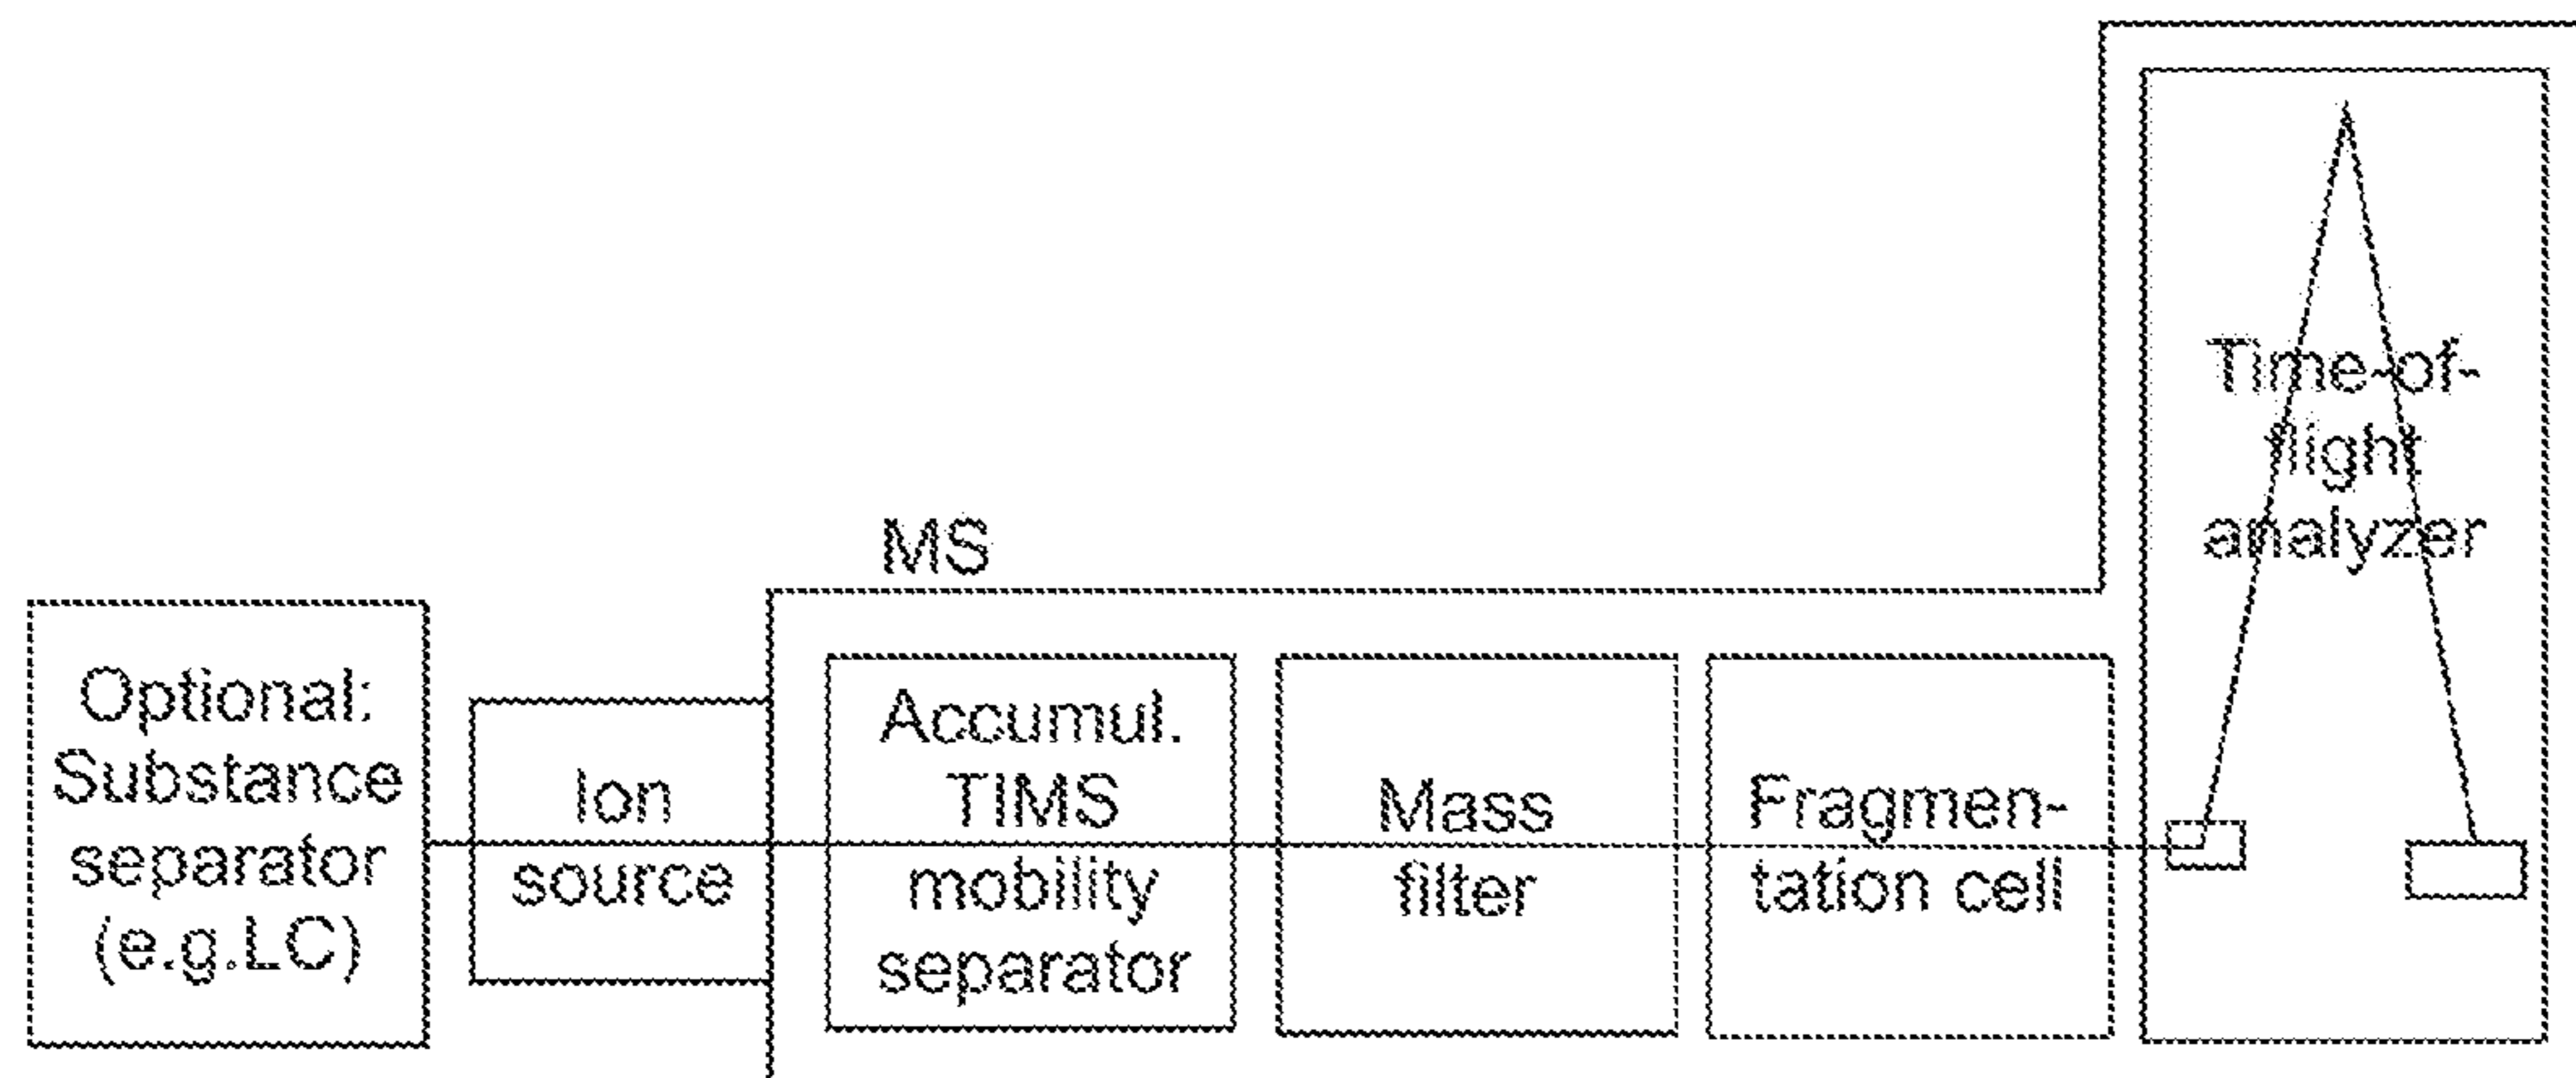 MS
Optional:
Substance
separator
(e.g.LC)
Ion
source
Accumul.
TIMS
mobility
separator
Mass
filter
Fragmen-
tation cell
Time-of-
flight
analyzer